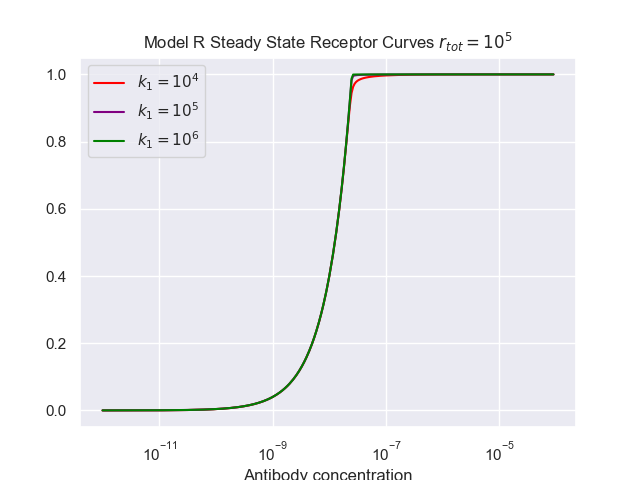 Model R Steady State Receptor Curves $r_{tot} = 10^5$
1.0
0.8
0.6
0.4
0.2
0.0
$k_1 = 10^4$
$k_1 = 10^5$
$k_1 = 10^6$
$10^{-11}$ $10^{-9}$ $10^{-7}$ $10^{-5}$
Antibody concentration